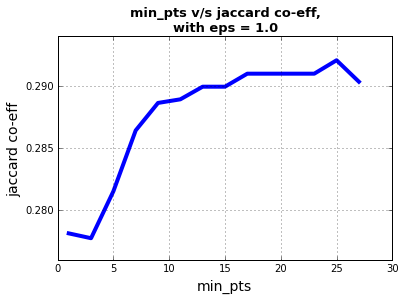 min_pts v/s jaccard co-eff,
with eps = 1.0
0.290
0.285
0.280
jaccard co-eff
0 5 10 15 20 25 30
min_pts